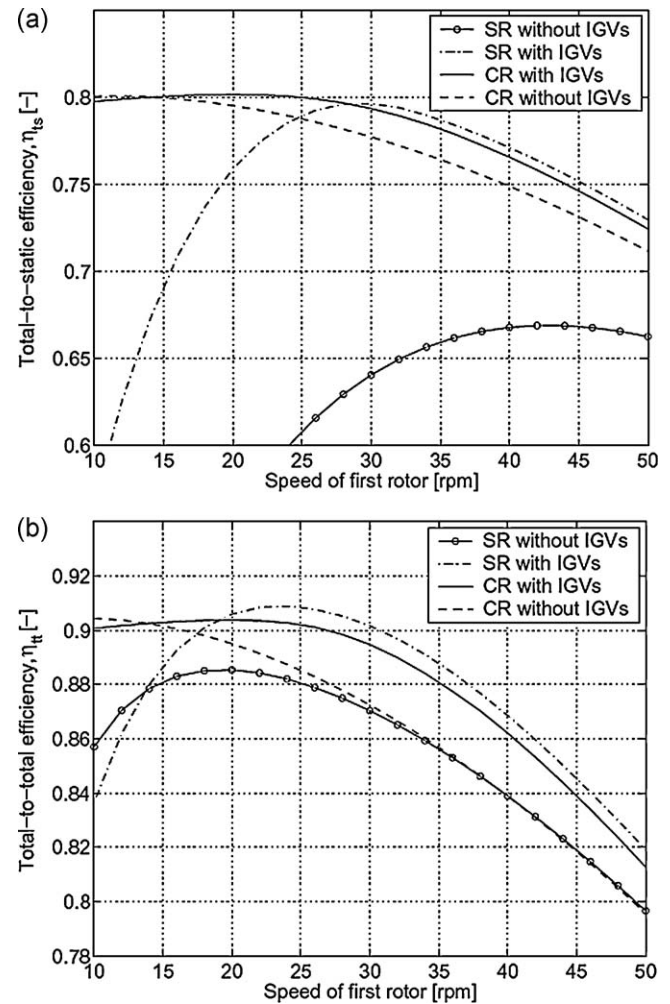 (a)
SR without IGVs
SR with IGVs
CR with IGVs
CR without IGVs
Total-to-static efficiency, ηts [-]
0.8
0.75
0.7
0.65
0.6
10 15 20 25 30 35 40 45 50
Speed of first rotor [rpm]
(b)
SR without IGVs
SR with IGVs
CR with IGVs
CR without IGVs
Total-to-total efficiency, ηtt [-]
0.92
0.9
0.88
0.86
0.84
0.82
0.8
0.78
10 15 20 25 30 35 40 45 50
Speed of first rotor [rpm]